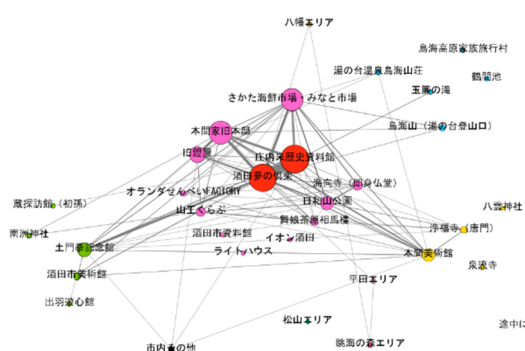 八幡エリア
鳥海高原家族旅行村
湯の台温泉鳥海山荘
鶴間池
玉簾の滝
さかた海鮮市場・みなと市場
鳥海山（湯の台登山口）
本間家旧本邸
旧鐙屋
庄内米歴史資料館
酒田夢の倶楽
海向寺（即身仏堂）
オランダせんべいFACTORY
日和山公園
蔵探訪館（初孫）
山王くらぶ
八雲神社
舞娘茶屋相馬樓
南洲神社
酒田市資料館
浄福寺（唐門）
イオン酒田
土門拳記念館
ライトハウス
本間美術館
泉流寺
酒田市美術館
平田エリア
出羽遊心館
松山エリア
途中に
市内その他
眺海の森エリア